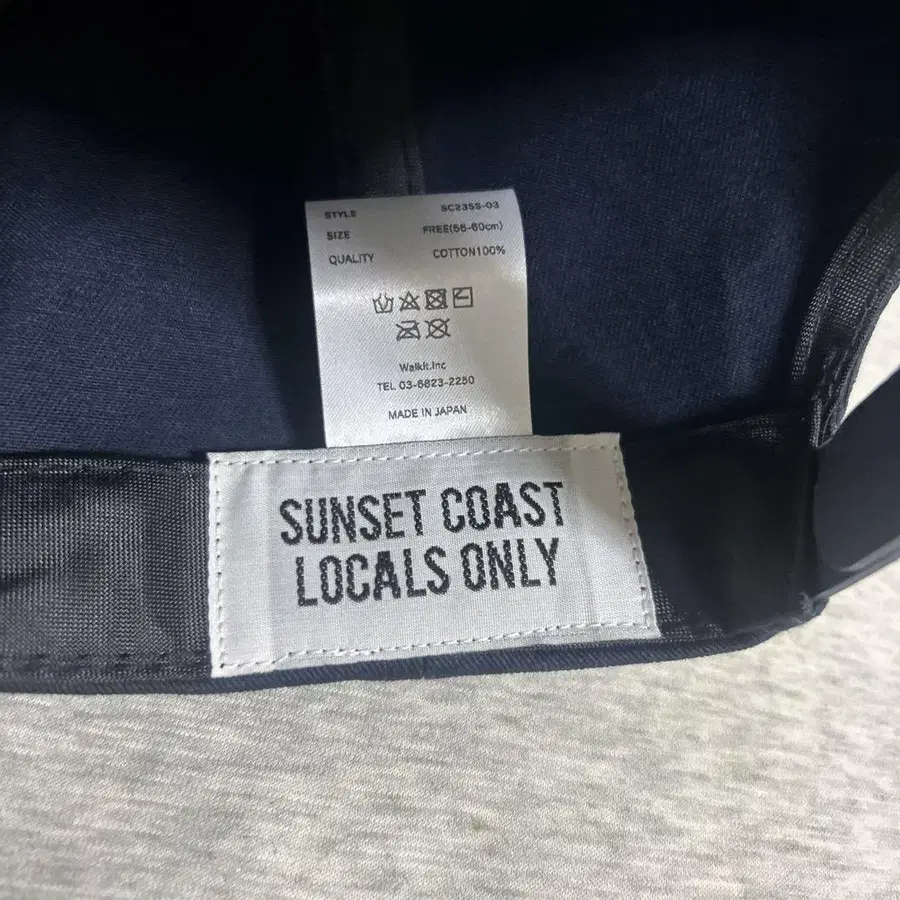 STYLE SC23SS-03
SIZE FREE(56-60cm)
QUALITY COTTON100%
Walkit.Inc
TEL 03-6823-2250
MADE IN JAPAN
SUNSET COAST
LOCALS ONLY